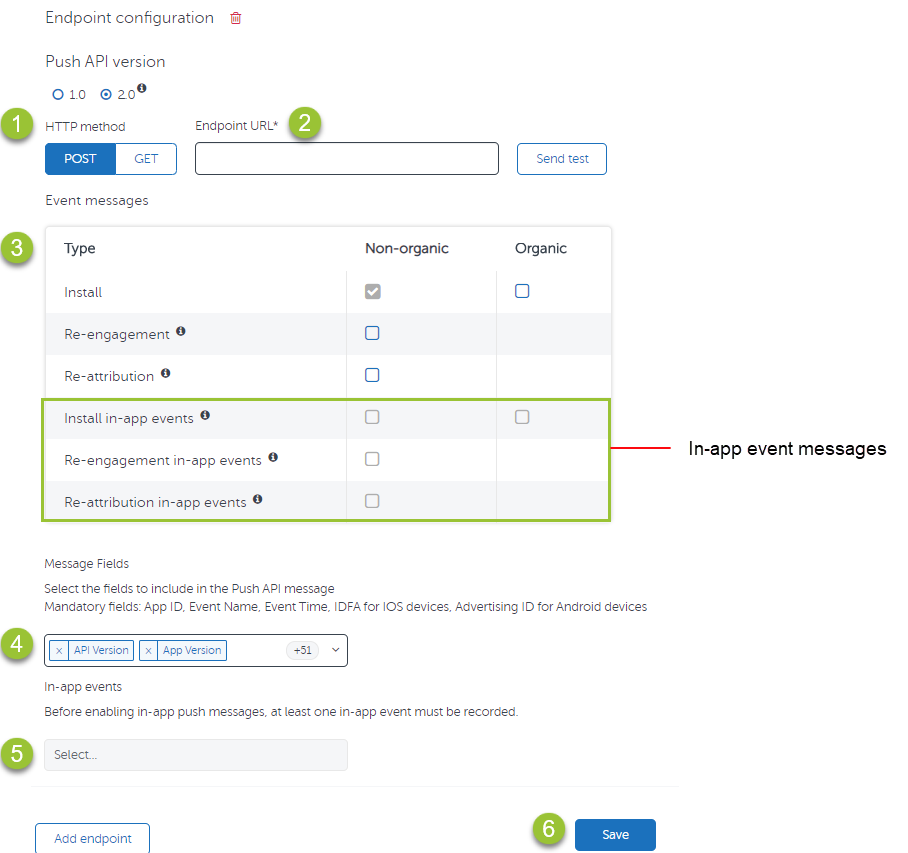 Endpoint configuration
Push API version
1.0 2.0
1 HTTP method Endpoint URL* 2
POST GET Send test
Event messages
3 Type Non-organic Organic
Install
Re-engagement
Re-attribution
Install in-app events
In-app event messages
Re-engagement in-app events
Re-attribution in-app events
Message Fields
Select the fields to include in the Push API message
Mandatory fields: App ID, Event Name, Event Time, IDFA for IOS devices, Advertising ID for Android devices
4 × API Version × App Version +51
In-app events
Before enabling in-app push messages, at least one in-app event must be recorded.
5 Select...
Add endpoint 6 Save